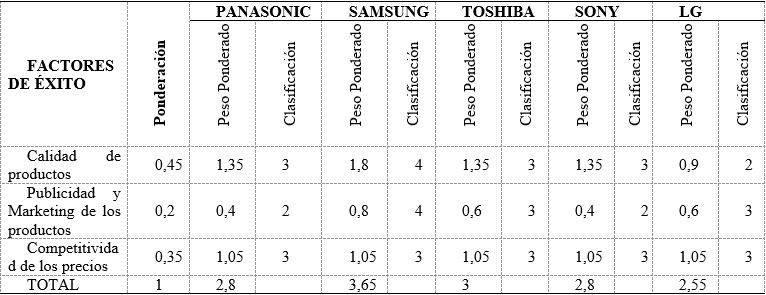 PANASONIC SAMSUNG TOSHIBA SONY LG
FACTORES DE ÉXITO Ponderación Peso Ponderado Clasificación Peso Ponderado Clasificación Peso Ponderado Clasificación Peso Ponderado Clasificación Peso Ponderado Clasificación
Calidad de
productos 0,45 1,35 3 1,8 4 1,35 3 1,35 3 0,9 2
Publicidad y
Marketing de los 0,2 0,4 2 0,8 4 0,6 3 0,4 2 0,6 3
productos
Competitivida
d de los precios 0,35 1,05 3 1,05 3 1,05 3 1,05 3 1,05 3
TOTAL 1 2,8 3,65 3 2,8 2,55